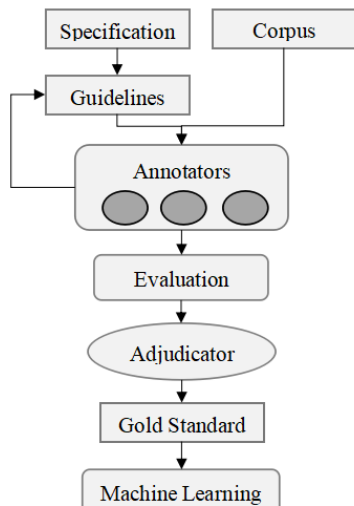 Specification
Corpus
Guidelines
Annotators
Evaluation
Adjudicator
Gold Standard
Machine Learning